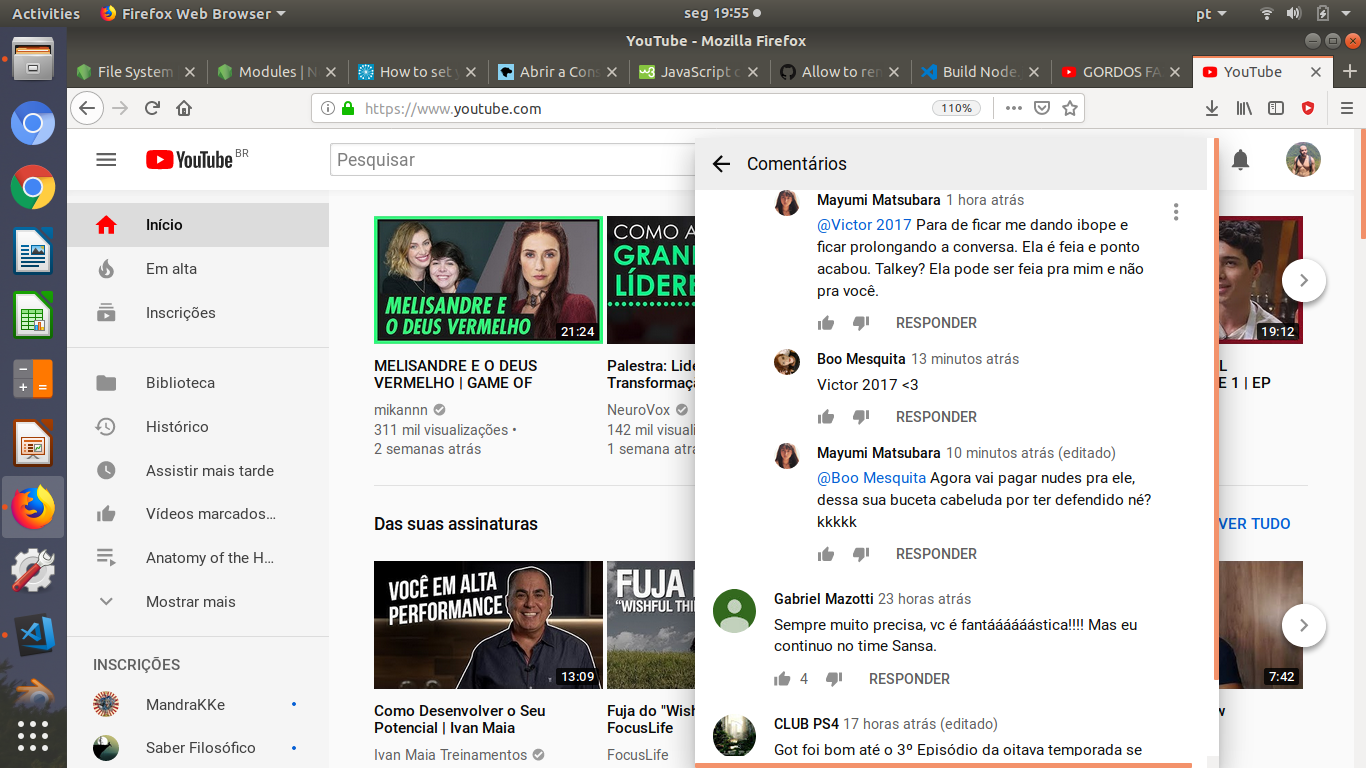 Activities
Firefox Web Browser
seg 19:55
pt
YouTube - Mozilla Firefox
File System
Modules | N
How to set y
Abrir a Cons
JavaScript
Allow to re
Build Node.
GORDOS FA
YouTube
https://www.youtube.com
110%
YouTube BR
Pesquisar
Início
Em alta
Inscrições
Biblioteca
Histórico
Assistir mais tarde
Vídeos marcados...
Anatomy of the H...
Mostrar mais
INSCRIÇÕES
MandraKKe
Saber Filosófico
MELISANDRE E
O DEUS VERMELHO
21:24
MELISANDRE E O DEUS
VERMELHO | GAME OF
mikannn
311 mil visualizações •
2 semanas atrás
COMO A
GRAN
LÍDERE
Palestra: Lide
Transformaçã
NeuroVox
142 mil visuali
1 semana atrá
19:12
L
E 1 | EP
Das suas assinaturas
VER TUDO
VOCÊ EM ALTA
PERFORMANCE
13:09
Como Desenvolver o Seu
Potencial | Ivan Maia
Ivan Maia Treinamentos
FUJA
"WISHFUL THI
Fuja do "Wish
FocusLife
FocusLife
7:42
w
Comentários
Mayumi Matsubara 1 hora atrás
@Victor 2017 Para de ficar me dando ibope e
ficar prolongando a conversa. Ela é feia e ponto
acabou. Talkey? Ela pode ser feia pra mim e não
pra você.
RESPONDER
Boo Mesquita 13 minutos atrás
Victor 2017 <3
RESPONDER
Mayumi Matsubara 10 minutos atrás (editado)
@Boo Mesquita Agora vai pagar nudes pra ele,
dessa sua buceta cabeluda por ter defendido né?
kkkkk
RESPONDER
Gabriel Mazotti 23 horas atrás
Sempre muito precisa, vc é fantáááááástica!!!! Mas eu
continuo no time Sansa.
4 RESPONDER
CLUB PS4 17 horas atrás (editado)
Got foi bom até o 3º Episódio da oitava temporada se